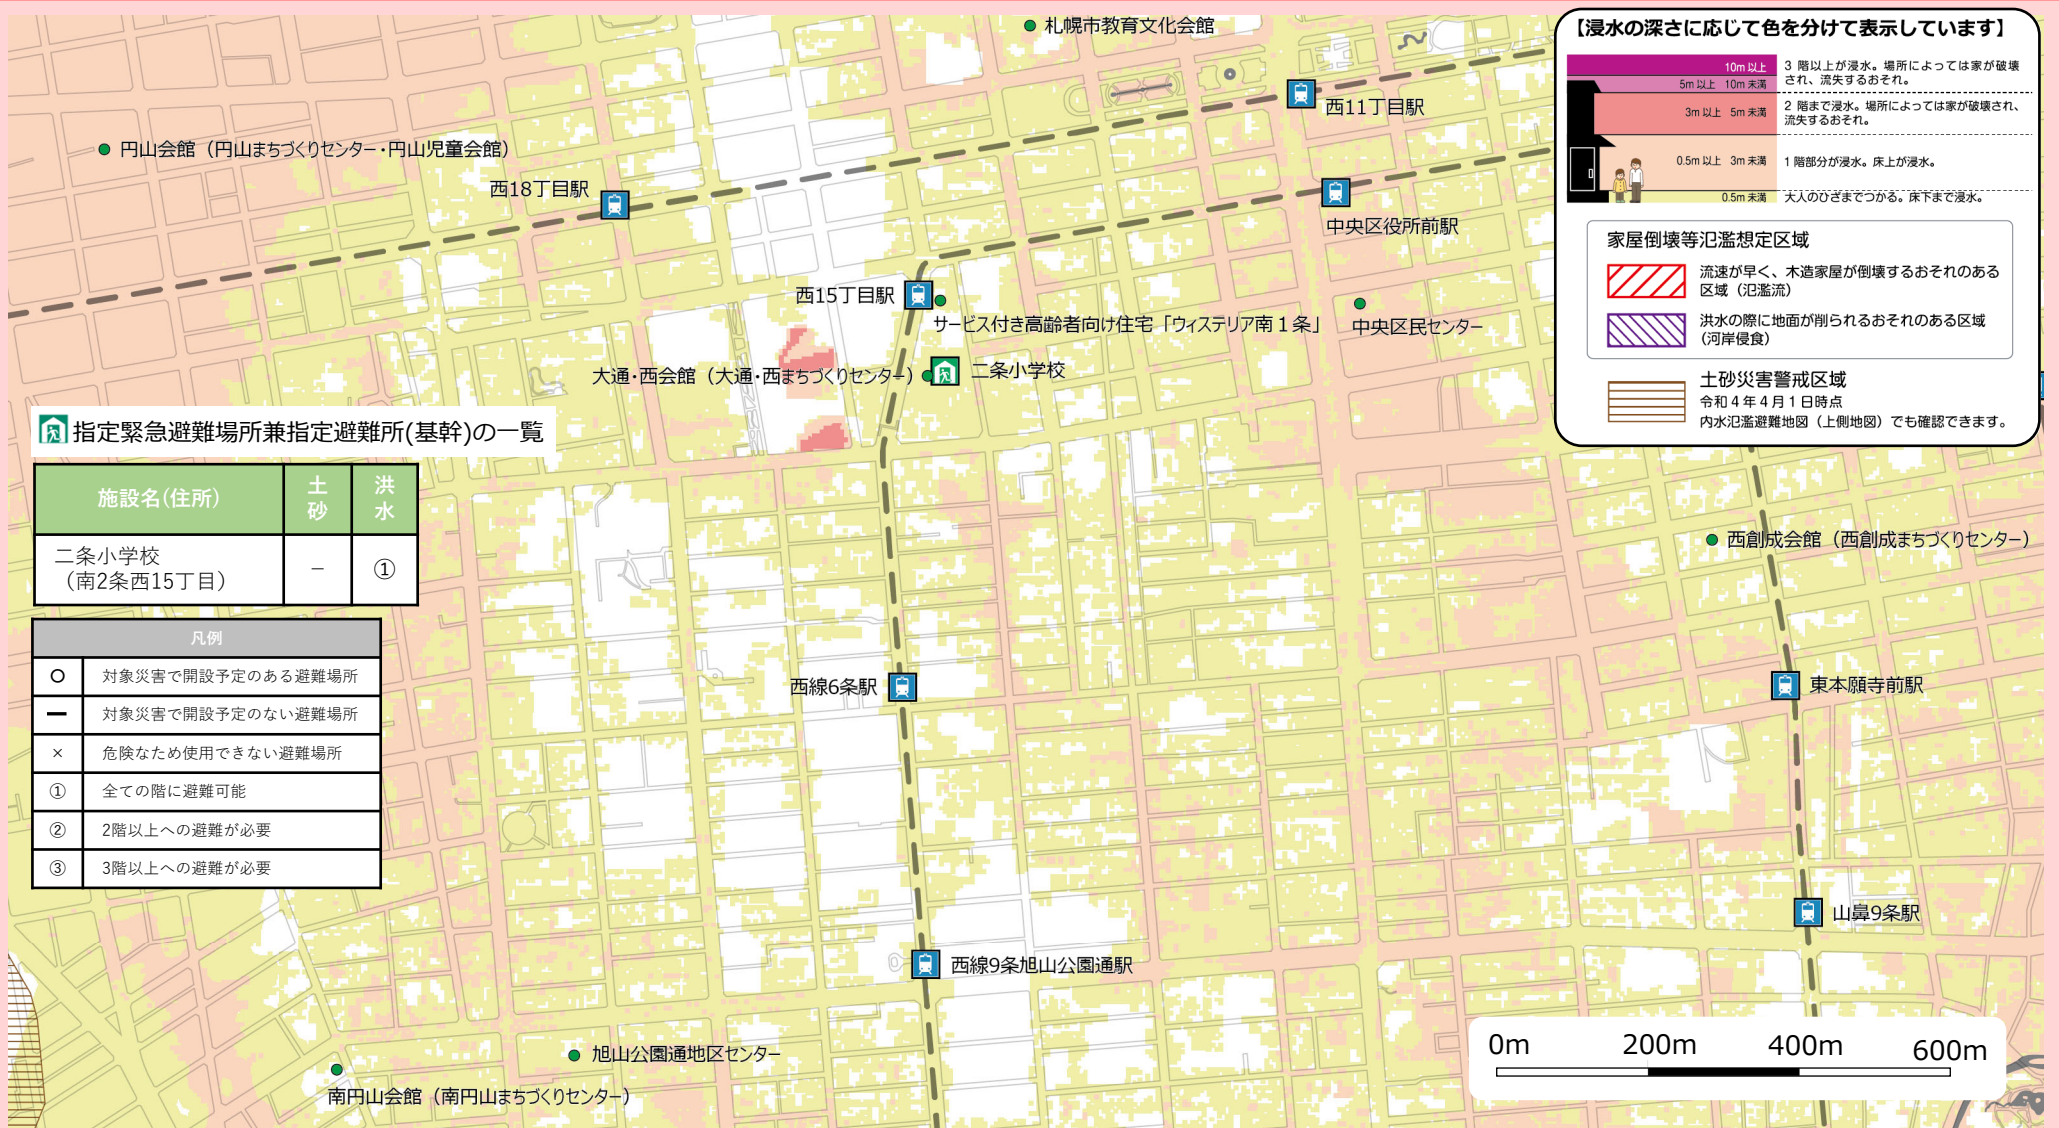 札幌市教育文化会館
西11丁目駅
円山会館（円山まちづくりセンター・円山児童会館）
西18丁目駅
中央区役所前駅
西15丁目駅
サービス付き高齢者向け住宅「ウィステリア南１条」
中央区民センター
大通・西会館（大通・西まちづくりセンター）
二条小学校
【浸水の深さに応じて色を分けて表示しています】
10m 以上
3 階以上が浸水。場所によっては家が破壊
され、流失するおそれ。
5m 以上 10m 未満
3m 以上 5m 未満
2 階まで浸水。場所によっては家が破壊され、
流失するおそれ。
0.5m 以上 3m 未満
1 階部分が浸水。床上が浸水。
0.5m 未満
大人のひざまでつかる。床下まで浸水。
家屋倒壊等氾濫想定区域
流速が早く、木造家屋が倒壊するおそれのある
区域（氾濫流）
洪水の際に地面が削られるおそれのある区域
（河岸侵食）
土砂災害警戒区域
令和４年４月１日時点
内水氾濫避難地図（上側地図）でも確認できます。
指定緊急避難場所兼指定避難所(基幹)の一覧
施設名(住所)
土砂
洪水
二条小学校
（南2条西15丁目）
－
①
凡例
○ 対象災害で開設予定のある避難場所
ー 対象災害で開設予定のない避難場所
× 危険なため使用できない避難場所
① 全ての階に避難可能
② 2階以上への避難が必要
③ 3階以上への避難が必要
西創成会館（西創成まちづくりセンター）
西線6条駅
東本願寺前駅
山鼻9条駅
西線9条旭山公園通駅
旭山公園通地区センター
南円山会館（南円山まちづくりセンター）
0m 200m 400m 600m